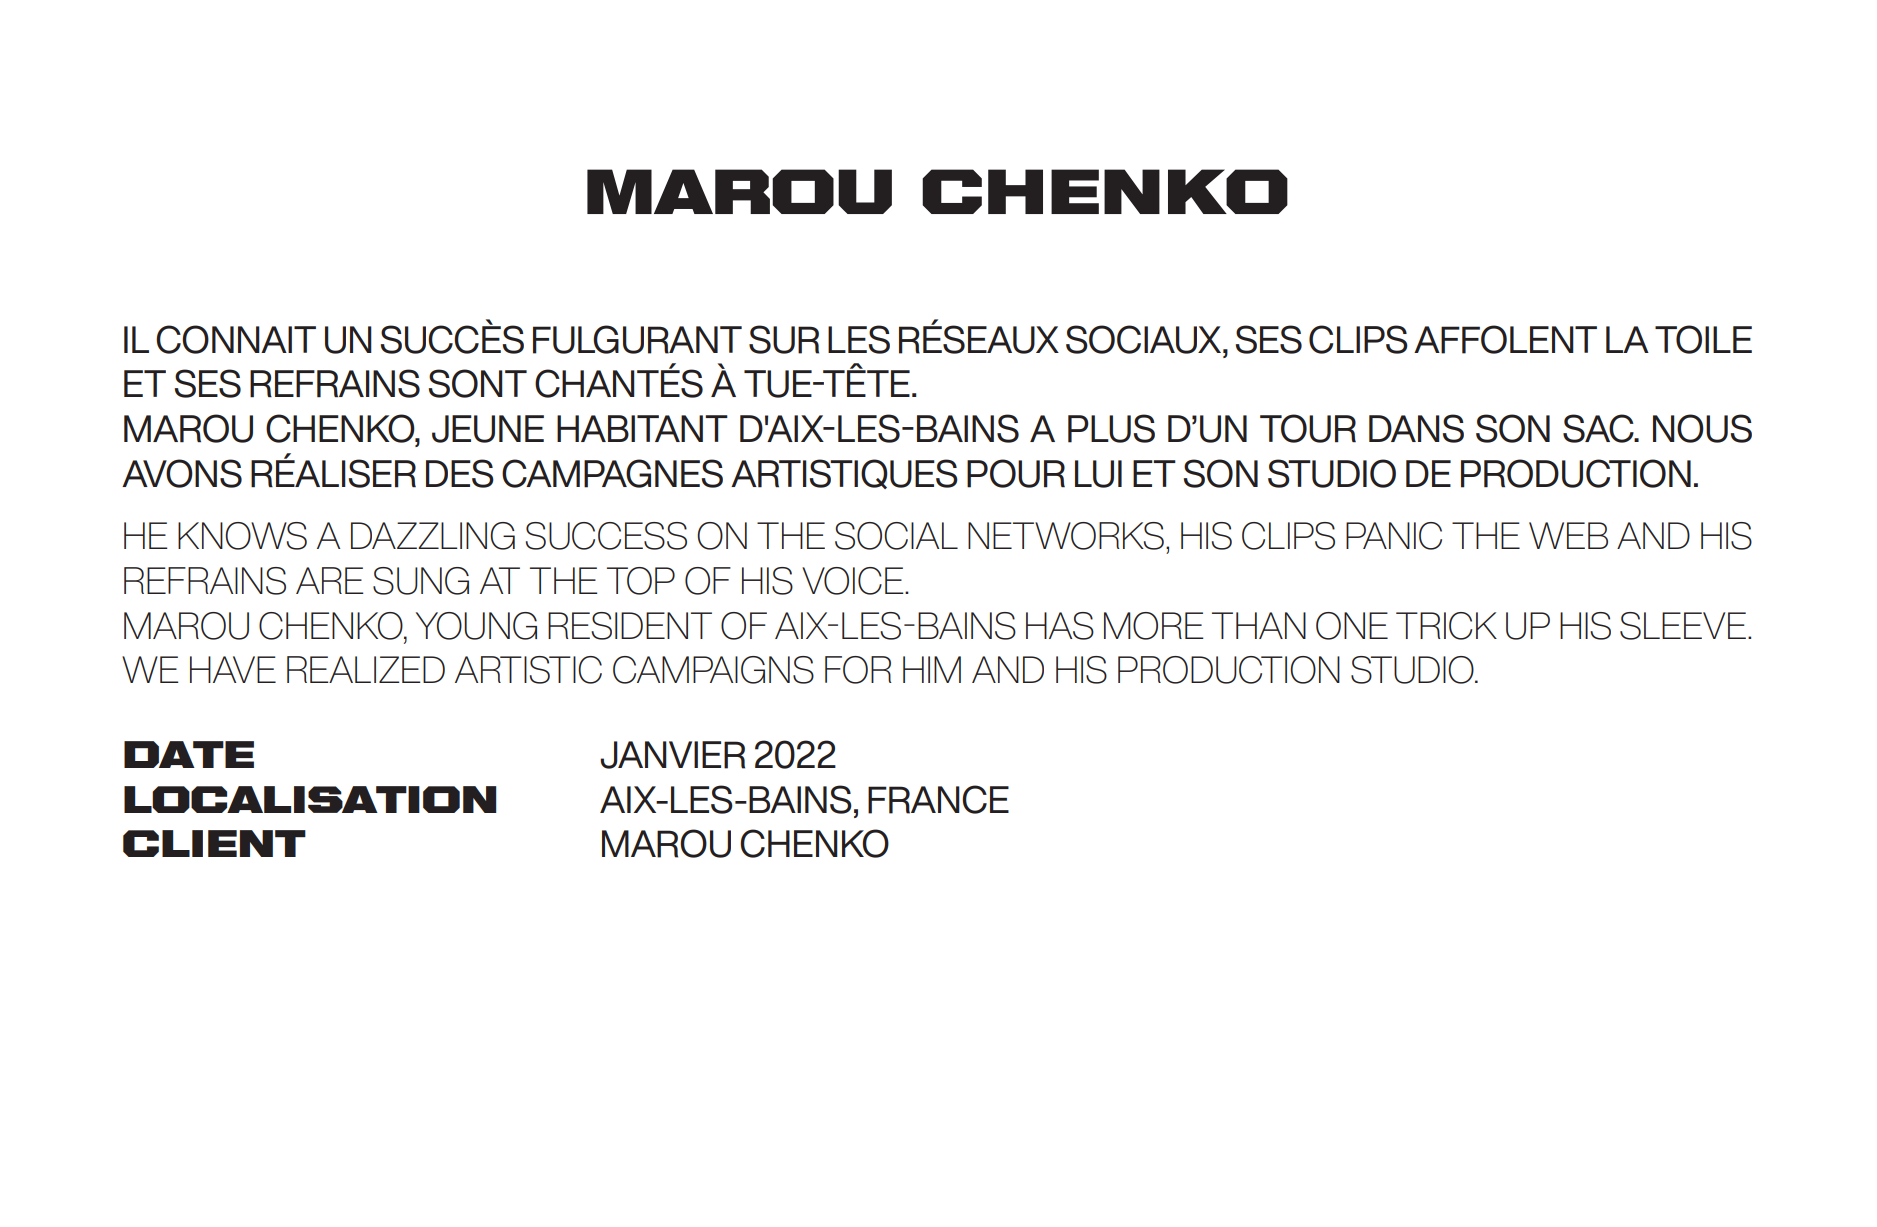 MAROU CHENKO
IL CONNAIT UN SUCCÈS FULGURANT SUR LES RÉSEAUX SOCIAUX, SES CLIPS AFFOLENT LA TOILE
ET SES REFRAINS SONT CHANTÉS À TUE-TÊTE.
MAROU CHENKO, JEUNE HABITANT D'AIX-LES-BAINS A PLUS D’UN TOUR DANS SON SAC. NOUS
AVONS RÉALISER DES CAMPAGNES ARTISTIQUES POUR LUI ET SON STUDIO DE PRODUCTION.
HE KNOWS A DAZZLING SUCCESS ON THE SOCIAL NETWORKS, HIS CLIPS PANIC THE WEB AND HIS
REFRAINS ARE SUNG AT THE TOP OF HIS VOICE.
MAROU CHENKO, YOUNG RESIDENT OF AIX-LES-BAINS HAS MORE THAN ONE TRICK UP HIS SLEEVE.
WE HAVE REALIZED ARTISTIC CAMPAIGNS FOR HIM AND HIS PRODUCTION STUDIO.
DATE JANVIER 2022
LOCALISATION AIX-LES-BAINS, FRANCE
CLIENT MAROU CHENKO